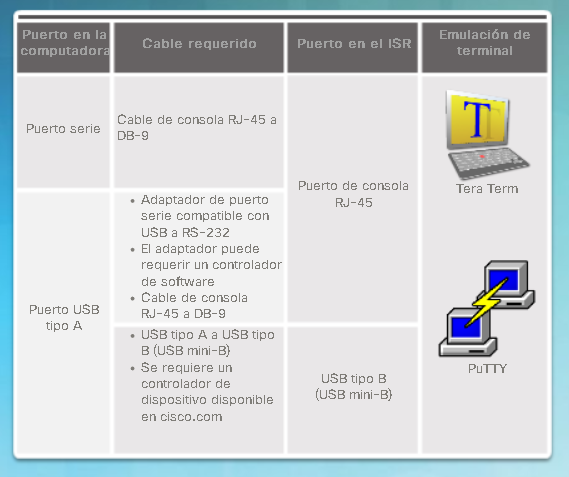 Puerto en la
computadora
Cable requerido
Puerto en el ISR
Emulación de
terminal
Puerto serie
Cable de consola RJ-45 a
DB-9
Puerto de consola
RJ-45
Tera Term
Puerto USB
tipo A
• Adaptador de puerto
serie compatible con
USB a RS-232
• El adaptador puede
requerir un controlador
de software
• Cable de consola
RJ-45 a DB-9
• USB tipo A a USB tipo
B (USB mini-B)
• Se requiere un
controlador de
dispositivo disponible
en cisco.com
USB tipo B
(USB mini-B)
PuTTY